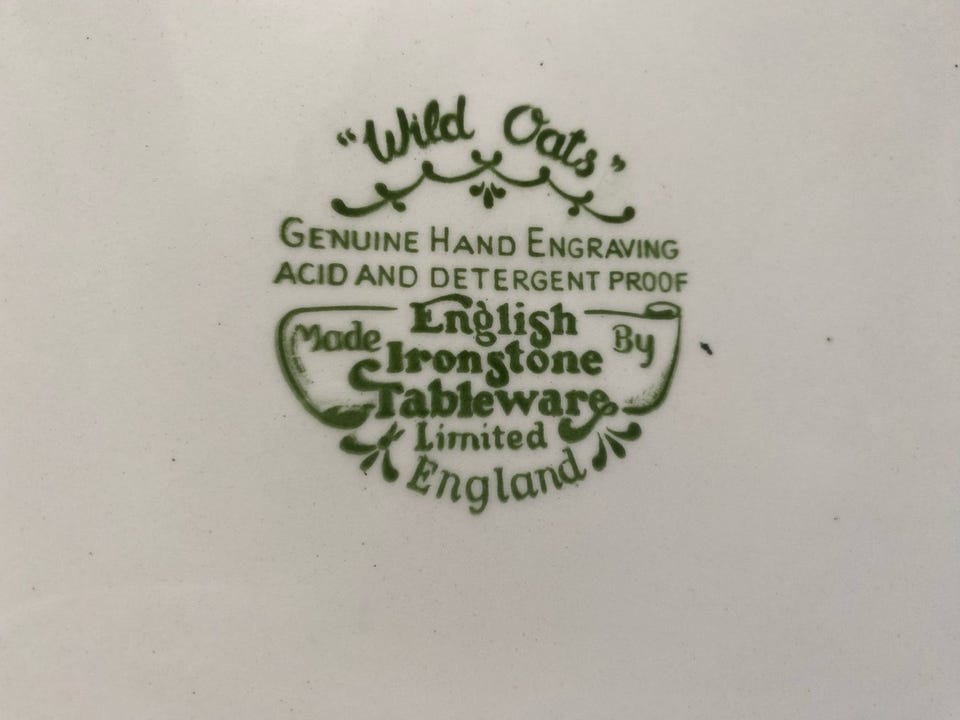 "Wild Oats"
GENUINE HAND ENGRAVING
ACID AND DETERGENT PROOF
Made English By
Ironstone
Tableware
Limited
England